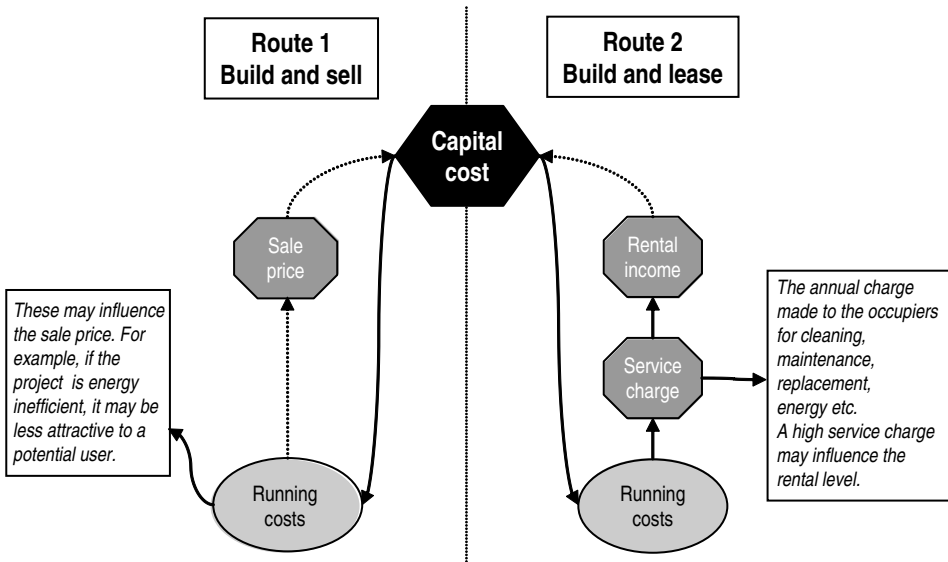 Route 1
Build and sell
Route 2
Build and lease
Capital
cost
Sale
price
Rental
income
These may influence
the sale price. For
example, if the
project is energy
inefficient, it may be
less attractive to a
potential user.
Service
charge
The annual charge
made to the occupiers
for cleaning,
maintenance,
replacement,
energy etc.
A high service charge
may influence the
rental level.
Running
costs
Running
costs